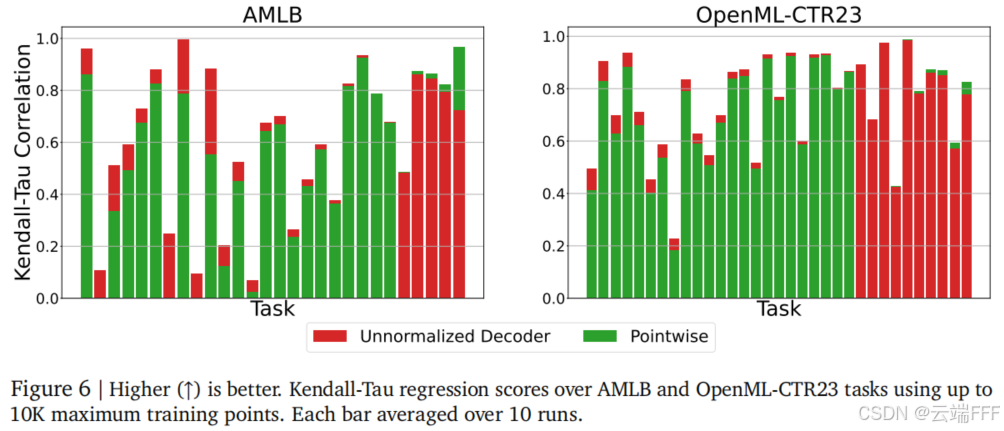 AMLB
OpenML-CTR23
Kendall-Tau Correlation
1.0
0.8
0.6
0.4
0.2
0.0
1.0
0.8
0.6
0.4
0.2
0.0
Task
Task
Unnormalized Decoder
Pointwise
Figure 6 | Higher (↑) is better. Kendall-Tau regression scores over AMLB and OpenML-CTR23 tasks using up to
10K maximum training points. Each bar averaged over 10 runs.
CSDN @云端FFF